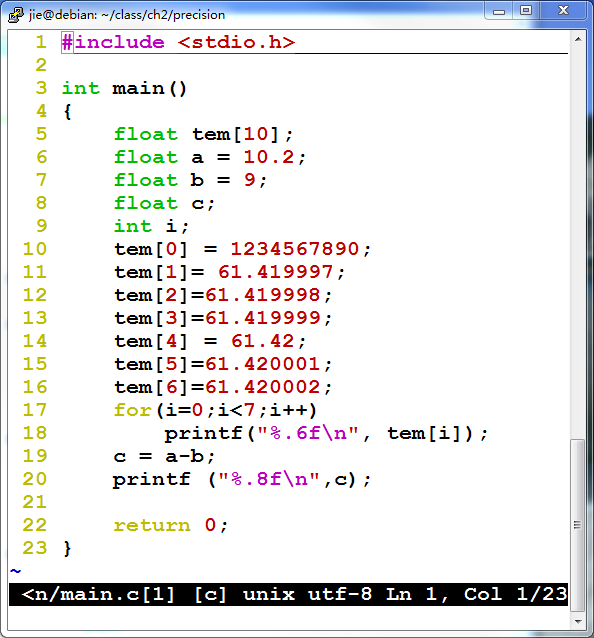 jie@debian: ~/class/ch2/precision
1 #include <stdio.h>
2
3 int main()
4 {
5     float tem[10];
6     float a = 10.2;
7     float b = 9;
8     float c;
9     int i;
10     tem[0] = 1234567890;
11     tem[1]= 61.419997;
12     tem[2]=61.419998;
13     tem[3]=61.419999;
14     tem[4] = 61.42;
15     tem[5]=61.420001;
16     tem[6]=61.420002;
17     for(i=0;i<7;i++)
18         printf("%.6f\n", tem[i]);
19     c = a-b;
20     printf ("%.8f\n",c);
21
22     return 0;
23 }
~
<n/main.c[1] [c] unix utf-8 Ln 1, Col 1/23